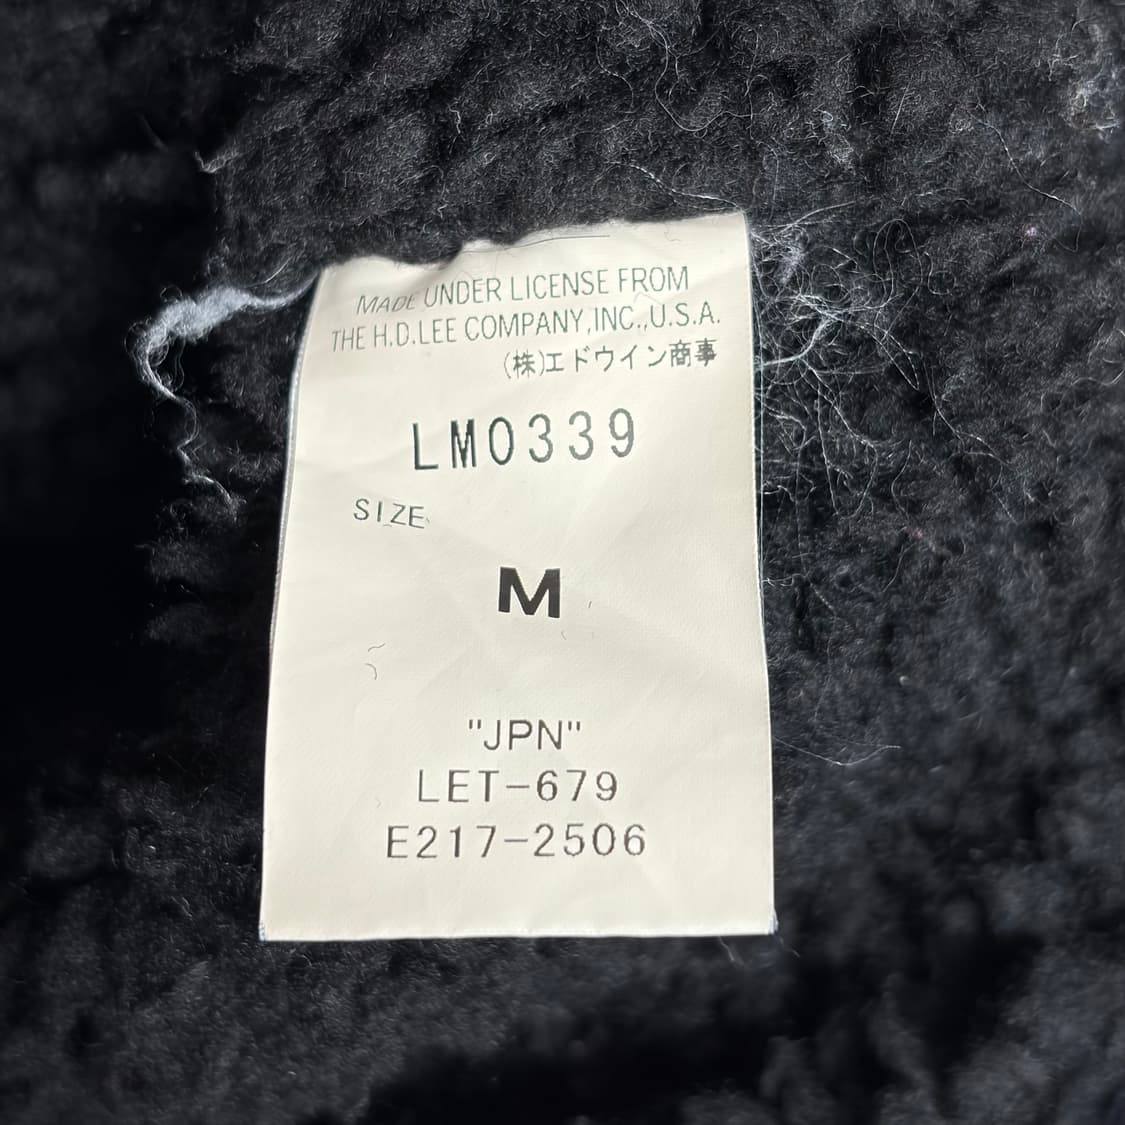 MADE UNDER LICENSE FROM
THE H.D.LEE COMPANY,INC.,U.S.A.
(株)エドウイン商事
LM0339
SIZE
M
"JPN"
LET-679
E217-2506